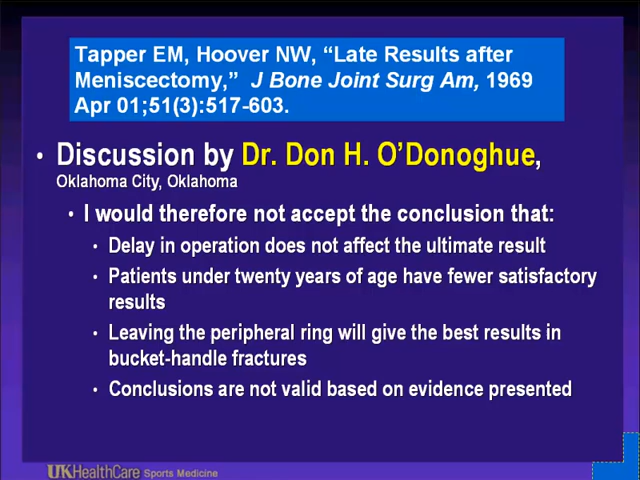 Tapper EM, Hoover NW, “Late Results after
Meniscectomy,” J Bone Joint Surg Am, 1969
Apr 01;51(3):517-603.
• Discussion by Dr. Don H. O’Donoghue,
Oklahoma City, Oklahoma
• I would therefore not accept the conclusion that:
• Delay in operation does not affect the ultimate result
• Patients under twenty years of age have fewer satisfactory
results
• Leaving the peripheral ring will give the best results in
bucket-handle fractures
• Conclusions are not valid based on evidence presented
UKHealthCare Sports Medicine